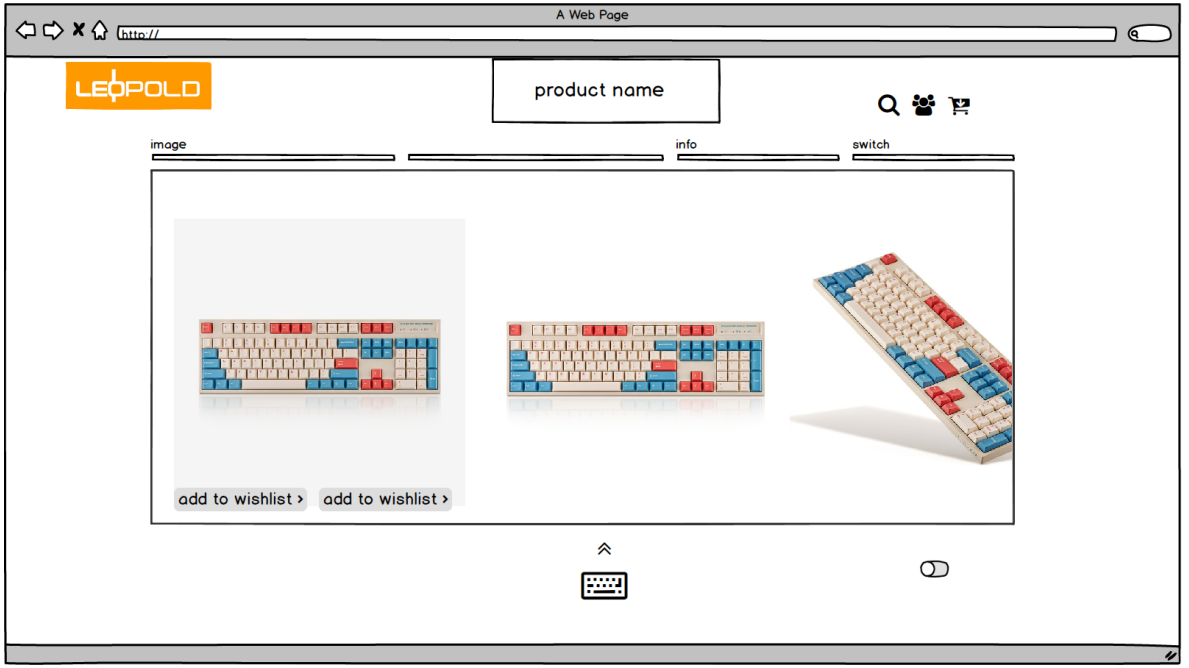 A Web Page
http://
LEOPOLD
product name
image
info
switch
add to wishlist >
add to wishlist >